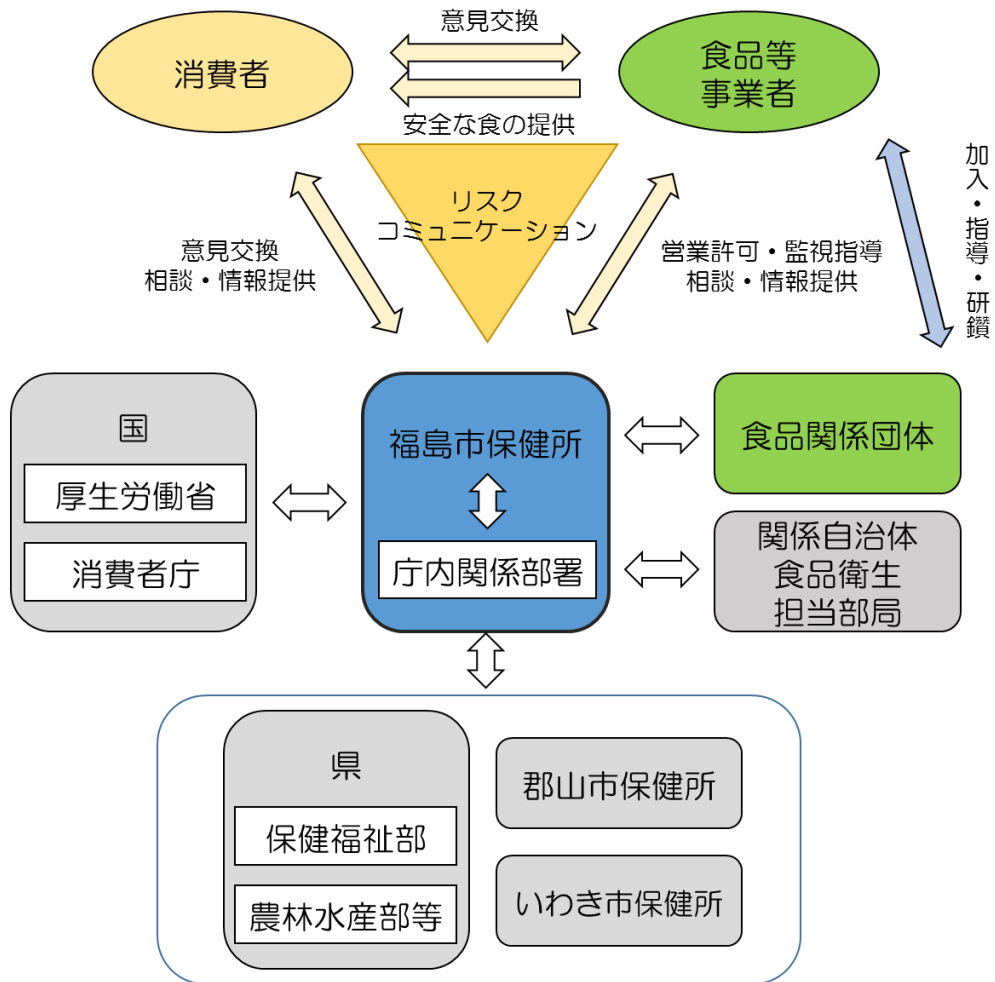 意見交換
消費者
食品等
事業者
安全な食の提供
リスク
コミュニケーション
意見交換
相談・情報提供
営業許可・監視指導
相談・情報提供
加入・指導・研鑽
国
厚生労働省
消費者庁
福島市保健所
庁内関係部署
食品関係団体
関係自治体
食品衛生
担当部局
県
保健福祉部
農林水産部等
郡山市保健所
いわき市保健所